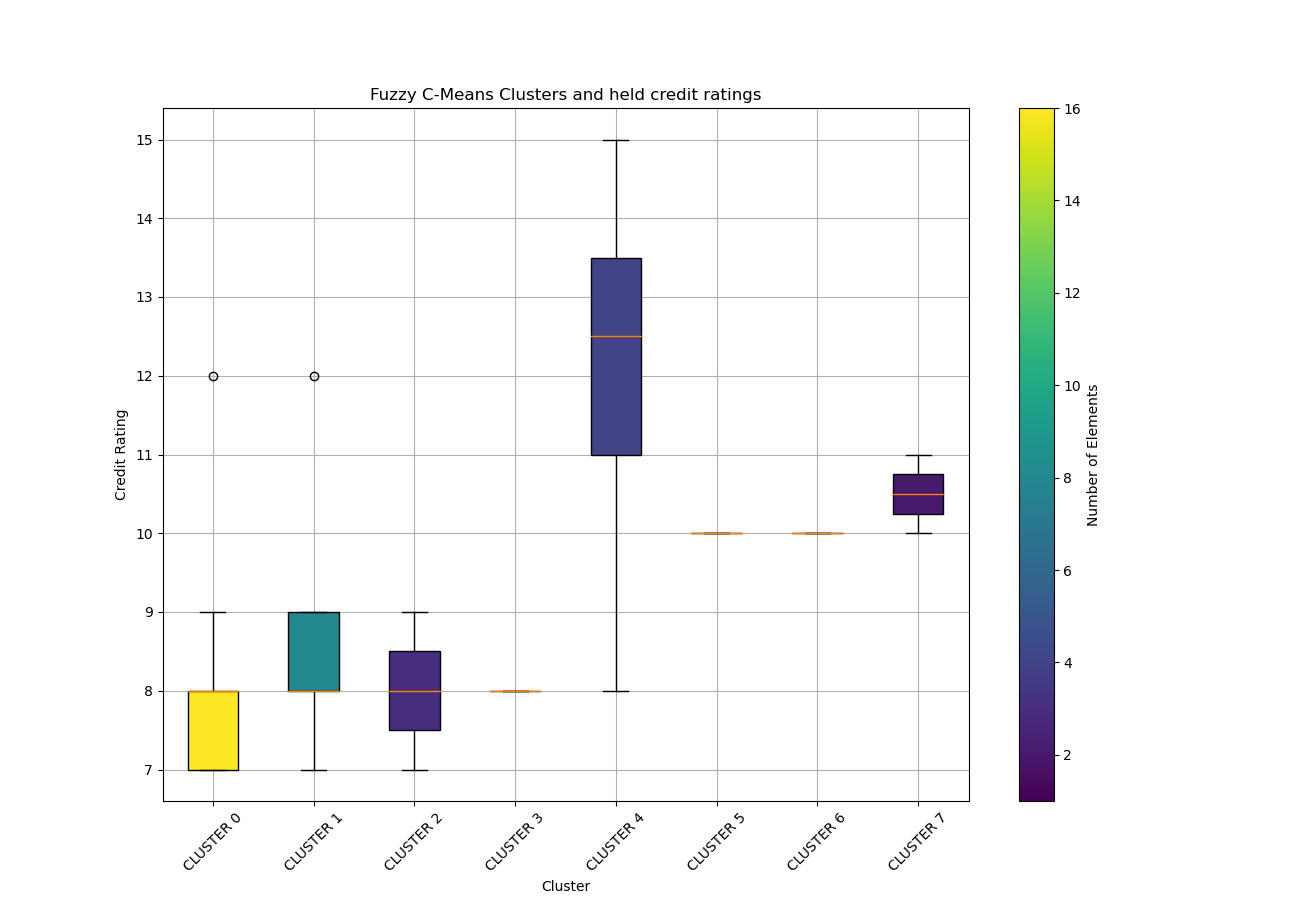 Fuzzy C-Means Clusters and held credit ratings
15
14
13
12
11
10
9
8
7
Credit Rating
CLUSTER 0
CLUSTER 1
CLUSTER 2
CLUSTER 3
CLUSTER 4
CLUSTER 5
CLUSTER 6
CLUSTER 7
Cluster
16
14
12
10
8
6
4
2
Number of Elements